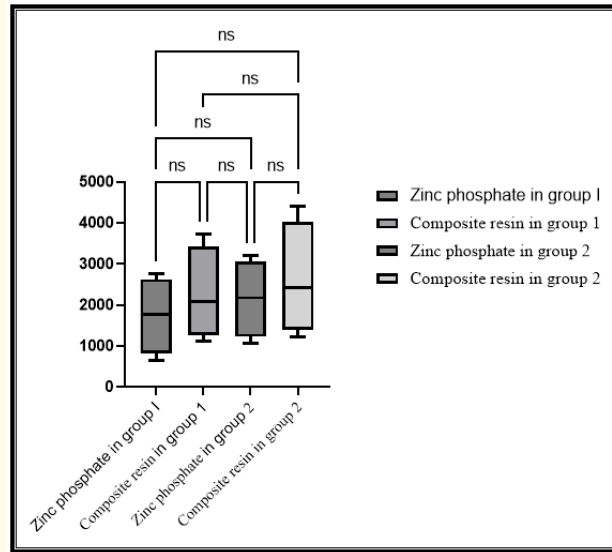 ns
ns
ns
ns ns ns
5000
4000
3000
2000
1000
0
Zinc phosphate in group I
Composite resin in group 1
Zinc phosphate in group 2
Composite resin in group 2
Zinc phosphate in group I
Composite resin in group 1
Zinc phosphate in group 2
Composite resin in group 2